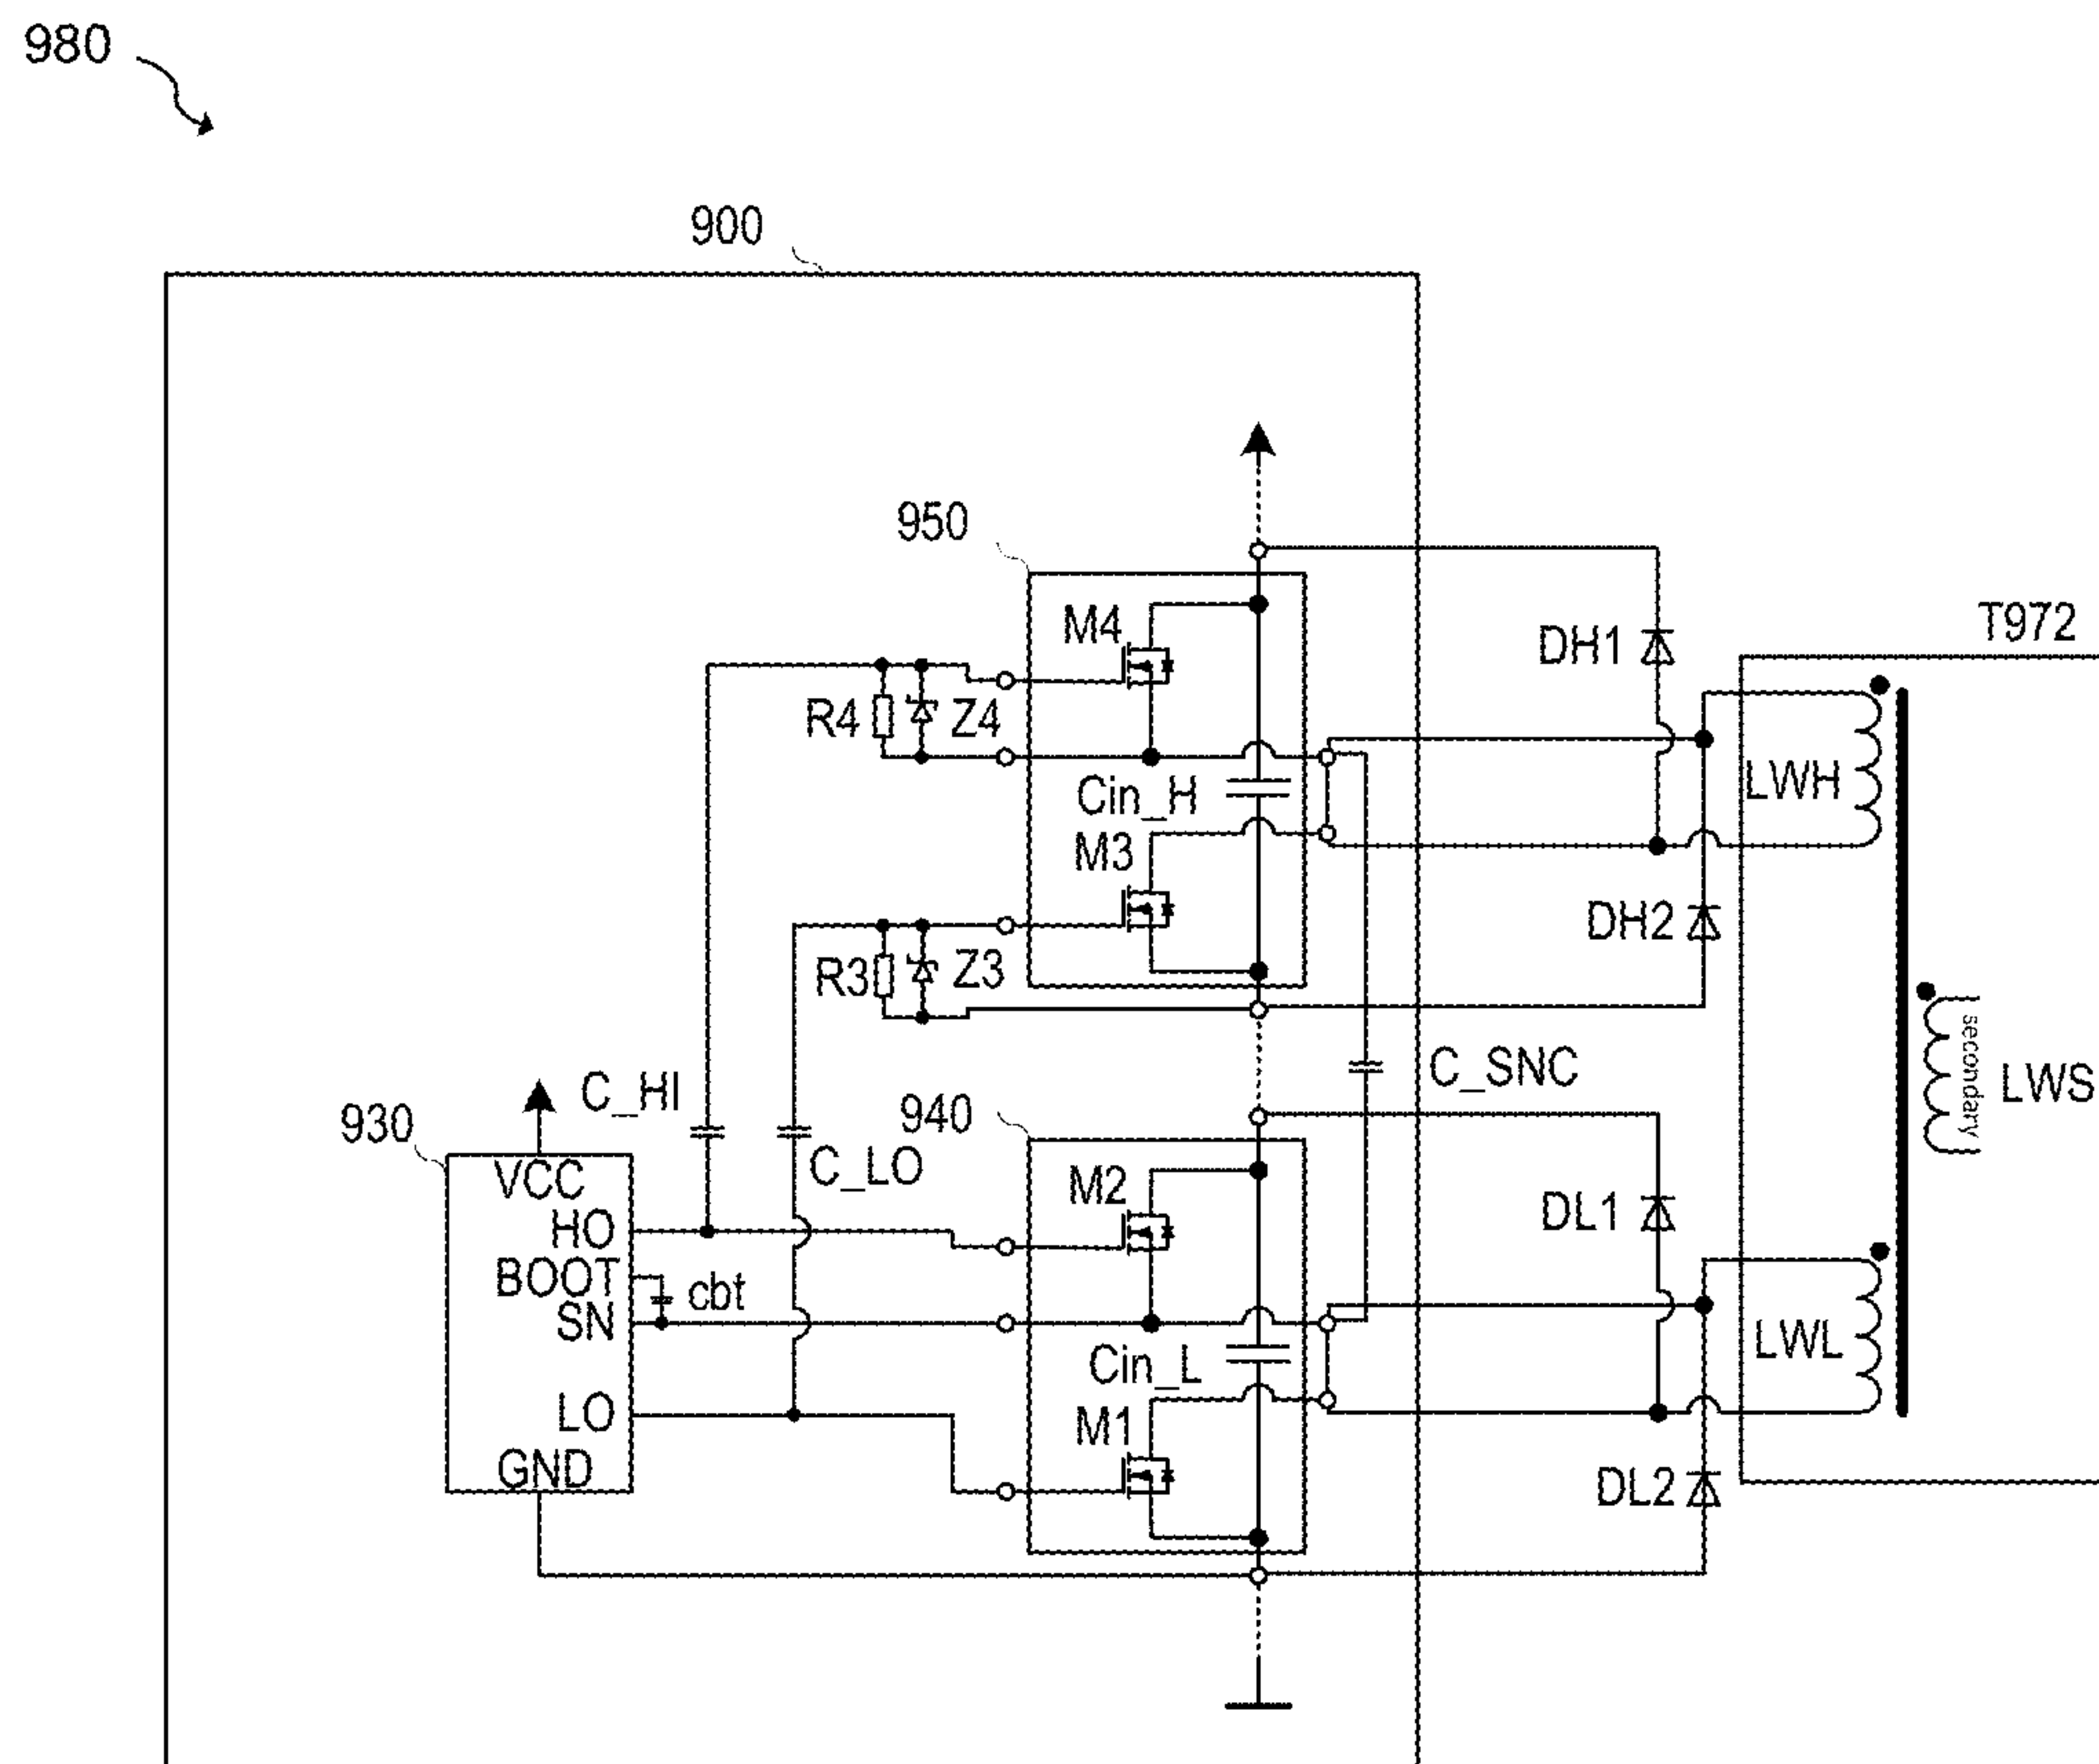 980
900
950
M4
DH1
T972
R4
Z4
LWH
Cin_H
M3
DH2
R3
Z3
secondary
LWS
C_SNC
C_HI
930
940
VCC
C_LO
M2
HO
DL1
BOOT
cbt
SN
LWL
Cin_L
LO
M1
GND
DL2